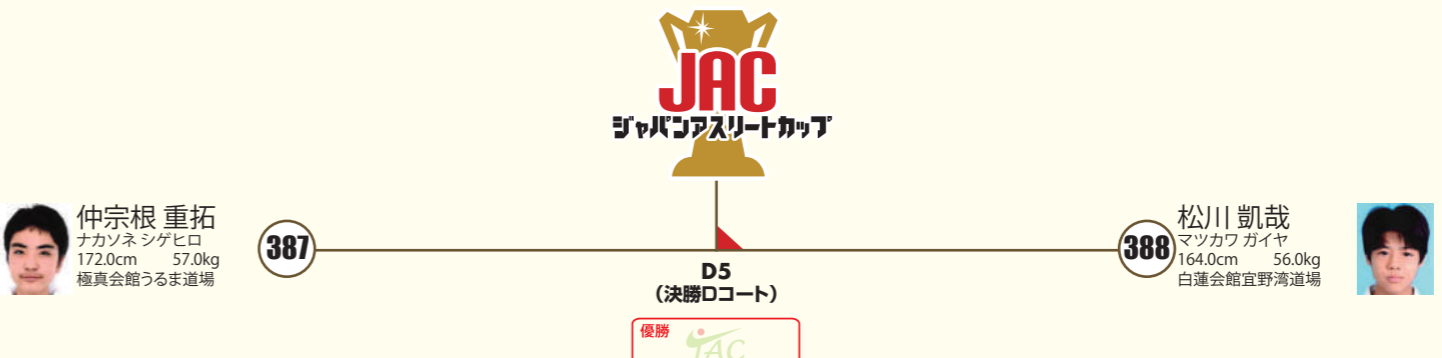 JAC
ジャパンアスリートカップ
仲宗根 重拓
ナカソネ シゲヒロ
172.0cm 57.0kg
極真会館うるま道場
387
388
松川 凱哉
マツカワ ガイヤ
164.0cm 56.0kg
白蓮会館宜野湾道場
D5
（決勝Dコート）
優勝
JAC